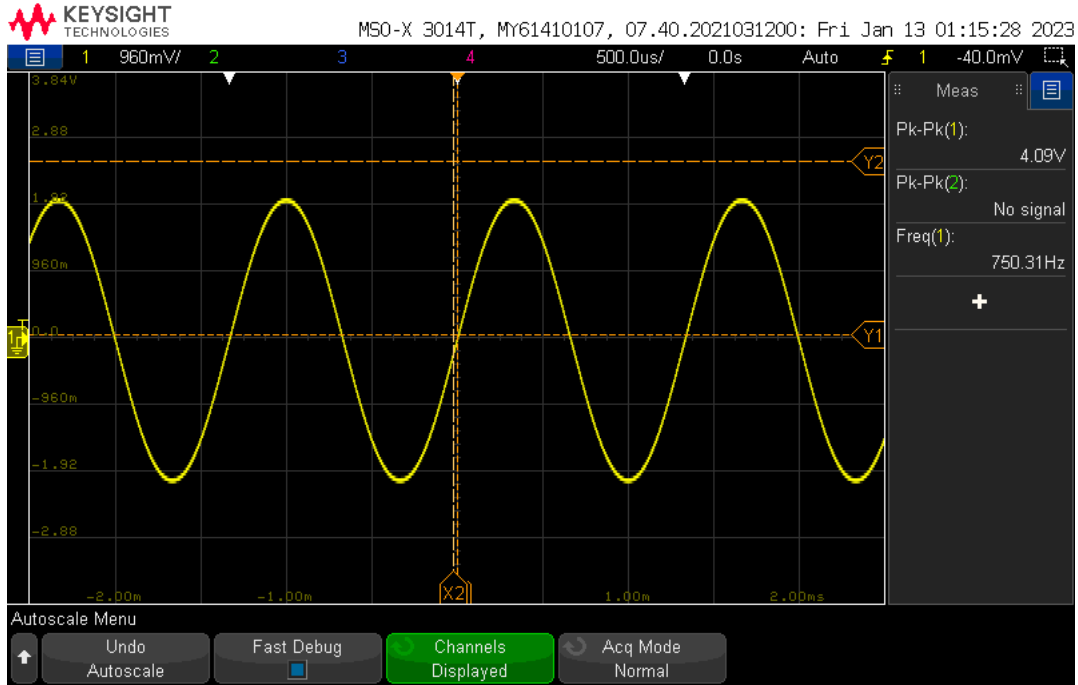 KEYSIGHT
TECHNOLOGIES
MSO-X 3014T, MY61410107, 07.40.2021031200: Fri Jan 13 01:15:28 2023
1 960mV/ 2 3 4 500.0us/ 0.0s Auto 1 -40.0mV
3.84V
2.88
1.92
960m
0.0
-960m
-1.92
-2.88
-2.00m -1.00m 1.00m 2.00ms
Y2
Y1
X2
1
Meas
Pk-Pk(1):
4.09V
Pk-Pk(2):
No signal
Freq(1):
750.31Hz
+
Autoscale Menu
Undo
Autoscale
Fast Debug
Channels
Displayed
Acq Mode
Normal